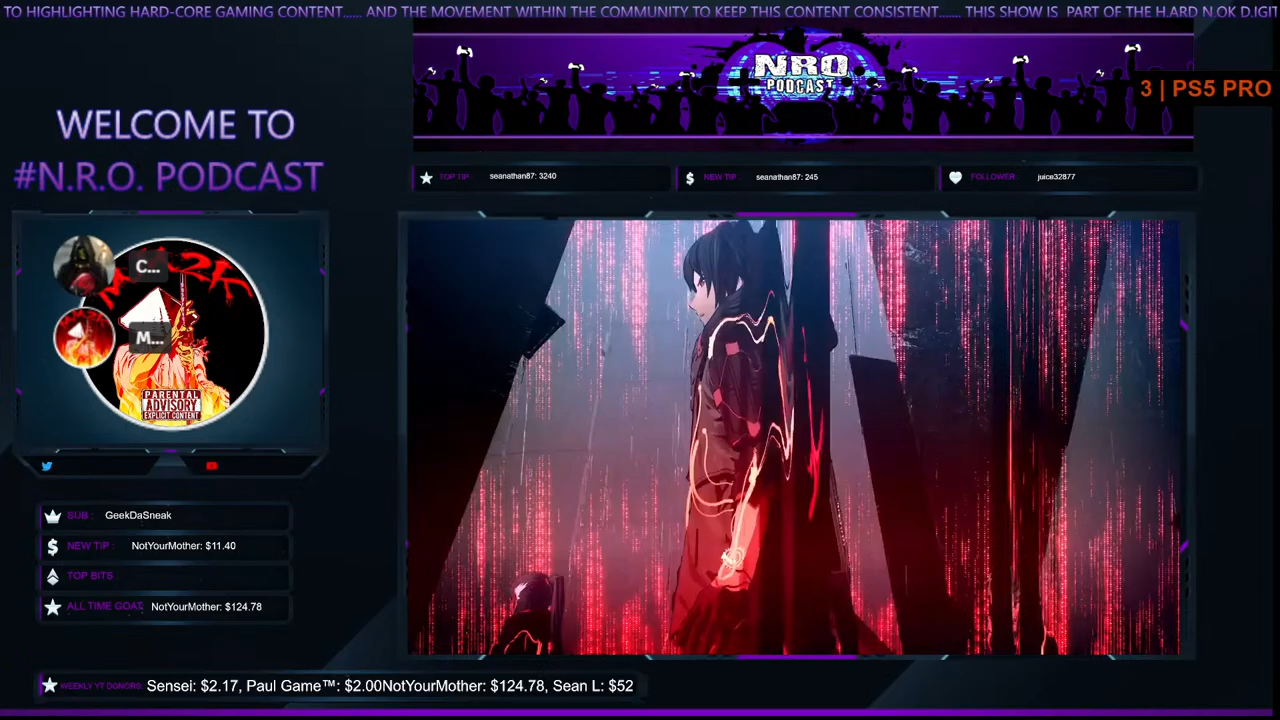 TO HIGHLIGHTING HARD-CORE GAMING CONTENT...... AND THE MOVEMENT WITHIN THE COMMUNITY TO KEEP THIS CONTENT CONSISTENT....... THIS SHOW IS PART OF THE H.ARD N.OK D.IGIT
NRO
PODCAST
3 | PS5 PRO
WELCOME TO
#N.R.O. PODCAST
TOP TIP seanathan87: 3240
NEW TIP: seanathan87: 245
FOLLOWER: juice32877
C...
M...
PARENTAL
ADVISORY
EXPLICIT CONTENT
SUB : GeekDaSneak
NEW TIP : NotYourMother: $11.40
TOP BITS
ALL TIME GOAT: NotYourMother: $124.78
WEEKLY YT DONORS: Sensei: $2.17, Paul Game™: $2.00NotYourMother: $124.78, Sean L: $52